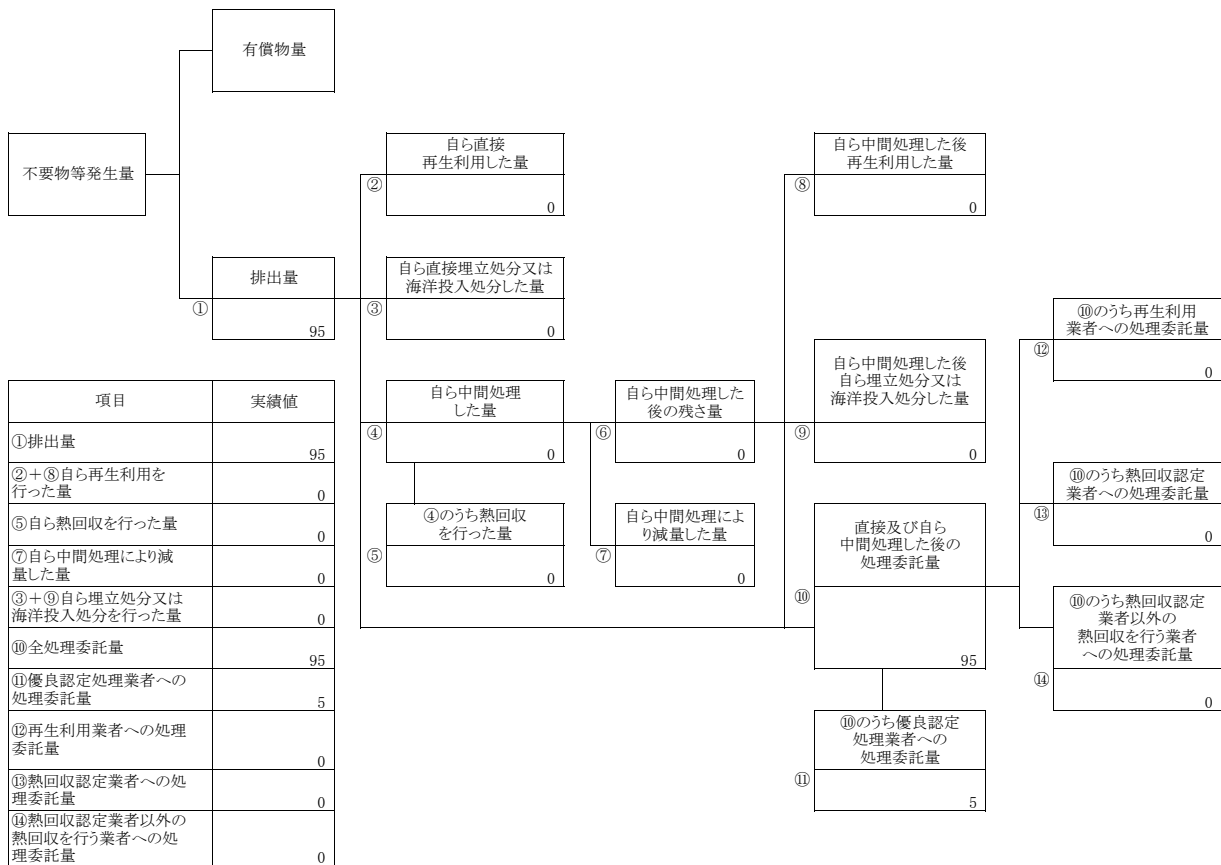 有償物量
不要物等発生量
自ら直接
再生利用した量
②
0
自ら中間処理した後
再生利用した量
⑧
0
排出量
①
95
自ら直接埋立処分又は
海洋投入処分した量
③
0
⑩のうち再生利用
業者への処理委託量
⑫
0
自ら中間処理
した量
④
0
自ら中間処理した
後の残さ量
⑥
0
自ら中間処理した後
自ら埋立処分又は
海洋投入処分した量
⑨
0
⑩のうち熱回収認定
業者への処理委託量
⑬
0
④のうち熱回収
を行った量
⑤
0
自ら中間処理によ
り減量した量
⑦
0
直接及び自ら
中間処理した後の
処理委託量
⑩
95
⑩のうち熱回収認定
業者以外の
熱回収を行う業者
への処理委託量
⑭
0
⑩のうち優良認定
処理業者への
処理委託量
⑪
5
項目 実績値
①排出量
95
②+⑧自ら再生利用を
行った量
0
⑤自ら熱回収を行った量
0
⑦自ら中間処理により減
量した量
0
③+⑨自ら埋立処分又は
海洋投入処分を行った量
0
⑩全処理委託量
95
⑪優良認定処理業者への
処理委託量
5
⑫再生利用業者への処理
委託量
0
⑬熱回収認定業者への処
理委託量
0
⑭熱回収認定業者以外の
熱回収を行う業者への処
理委託量
0